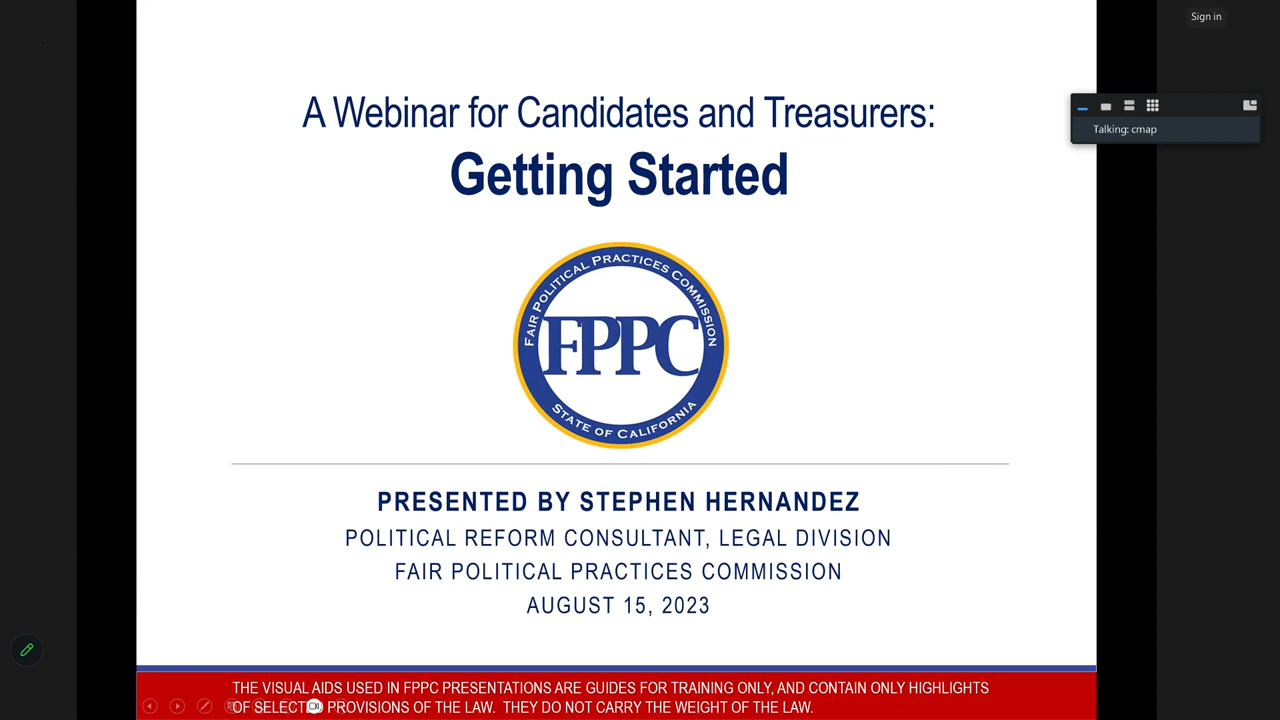 Sign in
A Webinar for Candidates and Treasurers:
Talking: cmap
Getting Started
FAIR POLITICAL PRACTICES COMMISSION
FPPC
STATE OF CALIFORNIA
PRESENTED BY STEPHEN HERNANDEZ
POLITICAL REFORM CONSULTANT, LEGAL DIVISION
FAIR POLITICAL PRACTICES COMMISSION
AUGUST 15, 2023
THE VISUAL AIDS USED IN FPPC PRESENTATIONS ARE GUIDES FOR TRAINING ONLY, AND CONTAIN ONLY HIGHLIGHTS
OF SELECTED PROVISIONS OF THE LAW. THEY DO NOT CARRY THE WEIGHT OF THE LAW.